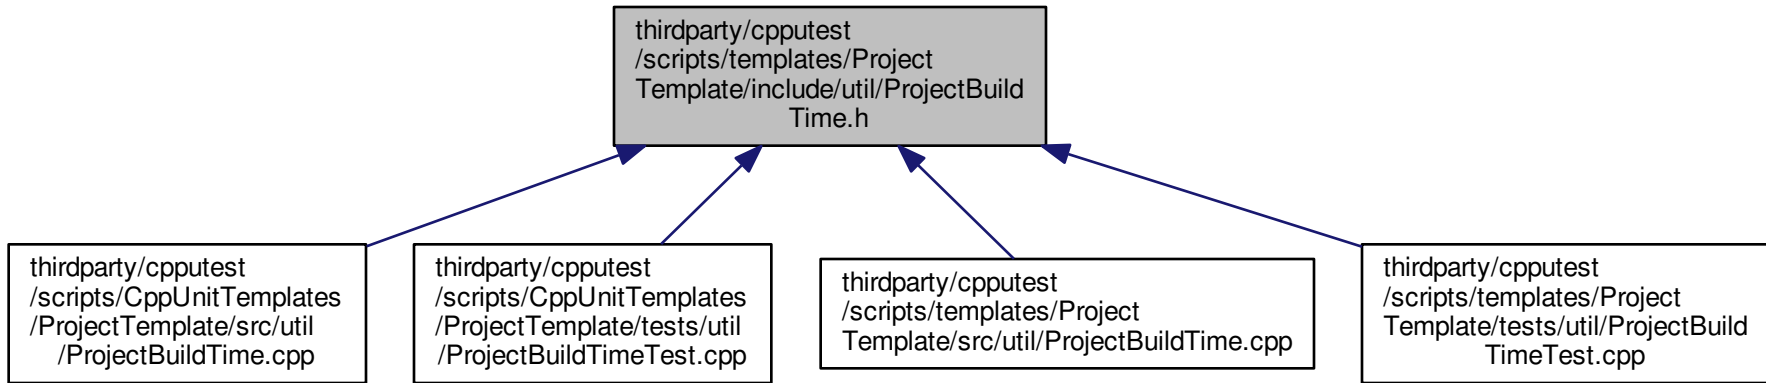 thirdparty/cpputest
/scripts/templates/Project
Template/include/util/ProjectBuild
Time.h
thirdparty/cpputest
/scripts/CppUnitTemplates
/ProjectTemplate/src/util
/ProjectBuildTime.cpp
thirdparty/cpputest
/scripts/CppUnitTemplates
/ProjectTemplate/tests/util
/ProjectBuildTimeTest.cpp
thirdparty/cpputest
/scripts/templates/Project
Template/src/util/ProjectBuildTime.cpp
thirdparty/cpputest
/scripts/templates/Project
Template/tests/util/ProjectBuild
TimeTest.cpp